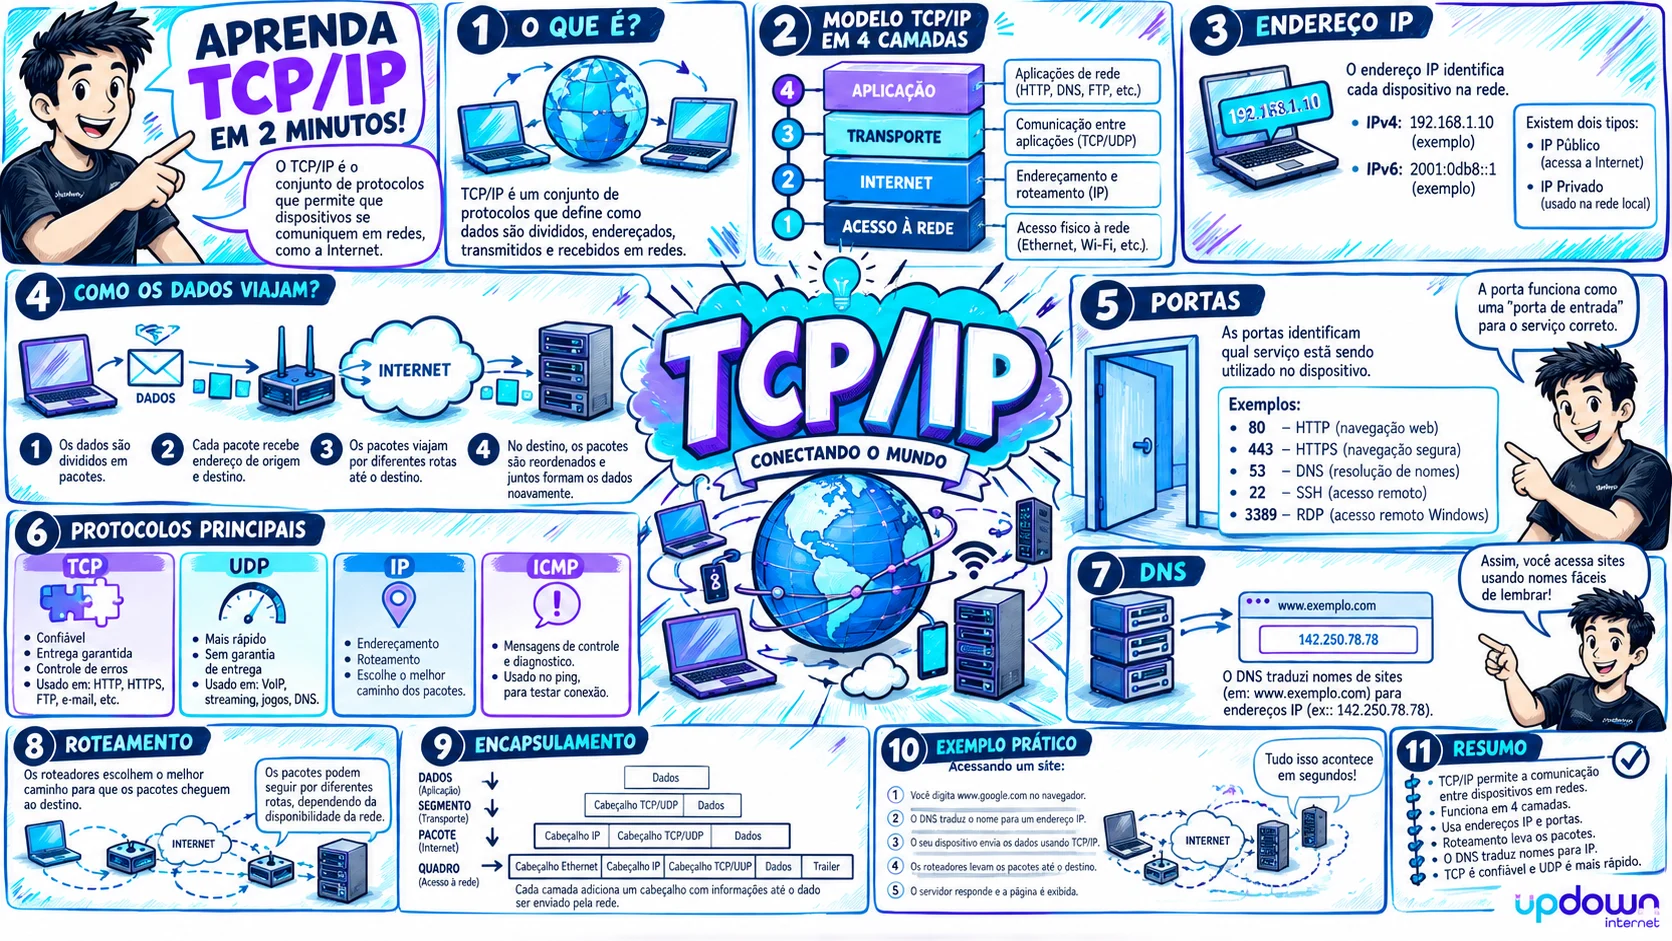 APRENDA
TCP/IP
EM 2 MINUTOS!
O TCP/IP é o
conjunto de protocolos
que permite que
dispositivos se
comuniquem em redes,
como a Internet.
1 O QUE É?
TCP/IP é um conjunto de
protocolos que define como
dados são divididos, endereçados,
transmitidos e recebidos em redes.
2 MODELO TCP/IP
EM 4 CAMADAS
4 APLICAÇÃO
Aplicações de rede
(HTTP, DNS, FTP, etc.)
3 TRANSPORTE
Comunicação entre
aplicações (TCP/UDP)
2 INTERNET
Endereçamento e
roteamento (IP)
1 ACESSO À REDE
Acesso físico à rede
(Ethernet, Wi-Fi, etc.).
3 ENDEREÇO IP
192.168.1.10
O endereço IP identifica
cada dispositivo na rede.
• IPv4: 192.168.1.10
(exemplo)
• IPv6: 2001:0db8::1
(exemplo)
Existem dois tipos:
• IP Público
(acessa a Internet)
• IP Privado
(usado na rede local)
4 COMO OS DADOS VIAJAM?
DADOS
INTERNET
1 Os dados são
divididos em
pacotes.
2 Cada pacote recebe
endereço de origem
e destino.
3 Os pacotes viajam
por diferentes rotas
até o destino.
4 No destino, os pacotes
são reordenados e
juntos formam os dados
novamente.
TCP/IP
CONECTANDO O MUNDO
5 PORTAS
A porta funciona como
uma "porta de entrada"
para o serviço correto.
As portas identificam
qual serviço está sendo
utilizado no dispositivo.
Exemplos:
• 80 – HTTP (navegação web)
• 443 – HTTPS (navegação segura)
• 53 – DNS (resolução de nomes)
• 22 – SSH (acesso remoto)
• 3389 – RDP (acesso remoto Windows)
6 PROTOCOLOS PRINCIPAIS
TCP
• Confiável
• Entrega garantida
• Controle de erros
• Usado em: HTTP, HTTPS,
FTP, e-mail, etc.
UDP
• Mais rápido
• Sem garantia
de entrega
• Usado em: VoIP,
streaming, jogos, DNS.
IP
• Endereçamento
• Roteamento
• Escolhe o melhor
caminho dos pacotes.
ICMP
• Mensagens de controle
e diagnostico.
• Usado no ping,
para testar conexão.
7 DNS
Assim, você acessa sites
usando nomes fáceis
de lembrar!
www.exemplo.com
142.250.78.78
O DNS traduzi nomes de sites
(em: www.exemplo.com) para
endereços IP (ex:: 142.250.78.78).
8 ROTEAMENTO
Os roteadores escolhem o melhor
caminho para que os pacotes cheguem
ao destino.
Os pacotes podem
seguir por diferentes
rotas, dependendo da
disponibilidade da rede.
INTERNET
9 ENCAPSULAMENTO
DADOS
(Aplicação)
Dados
SEGMENTO
(Transporte)
Cabeçalho TCP/UDP Dados
PACOTE
(Internet)
Cabeçalho IP Cabeçalho TCP/UDP Dados
QUADRO
(Acesso à rede)
Cabeçalho Ethernet Cabeçalho IP Cabeçalho TCP/UUP Dados Trailer
Cada camada adiciona um cabeçalho com informações até o dado
ser enviado pela rede.
10 EXEMPLO PRÁTICO
Acessando um site:
1 Você digita www.google.com no navegador.
2 O DNS traduz o nome para um endereço IP.
3 O seu dispositivo envia os dados usando TCP/IP.
4 Os roteadores levam os pacotes até o destino.
5 O servidor responde e a página é exibida.
Tudo isso acontece
em segundos!
INTERNET
11 RESUMO
• TCP/IP permite a comunicação
entre dispositivos em redes.
• Funciona em 4 camadas.
• Usa endereços IP e portas.
• Roteamento leva os pacotes.
• O DNS traduz nomes para IP.
• TCP é confiável e UDP é mais rápido.
updown
internet